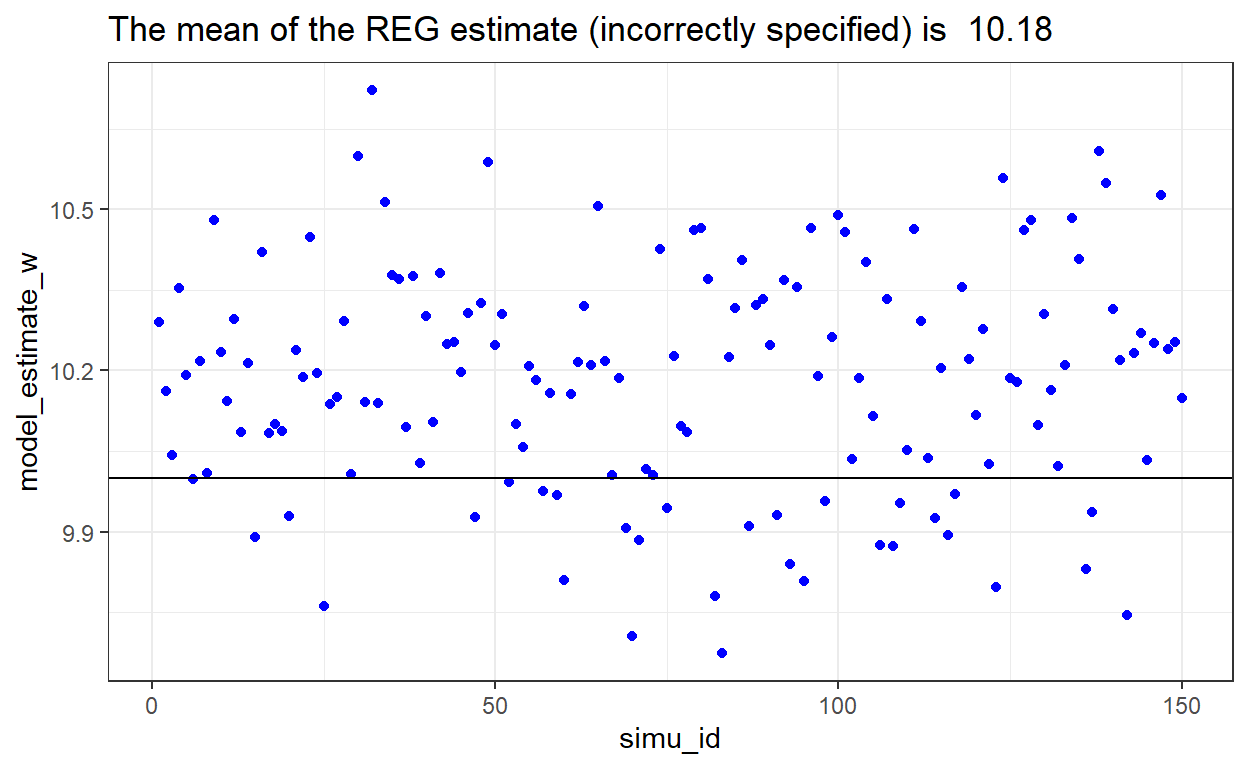 The mean of the REG estimate (incorrectly specified) is  10.18
model_estimate_w
10.5
10.2
9.9
0
50
100
150
simu_id